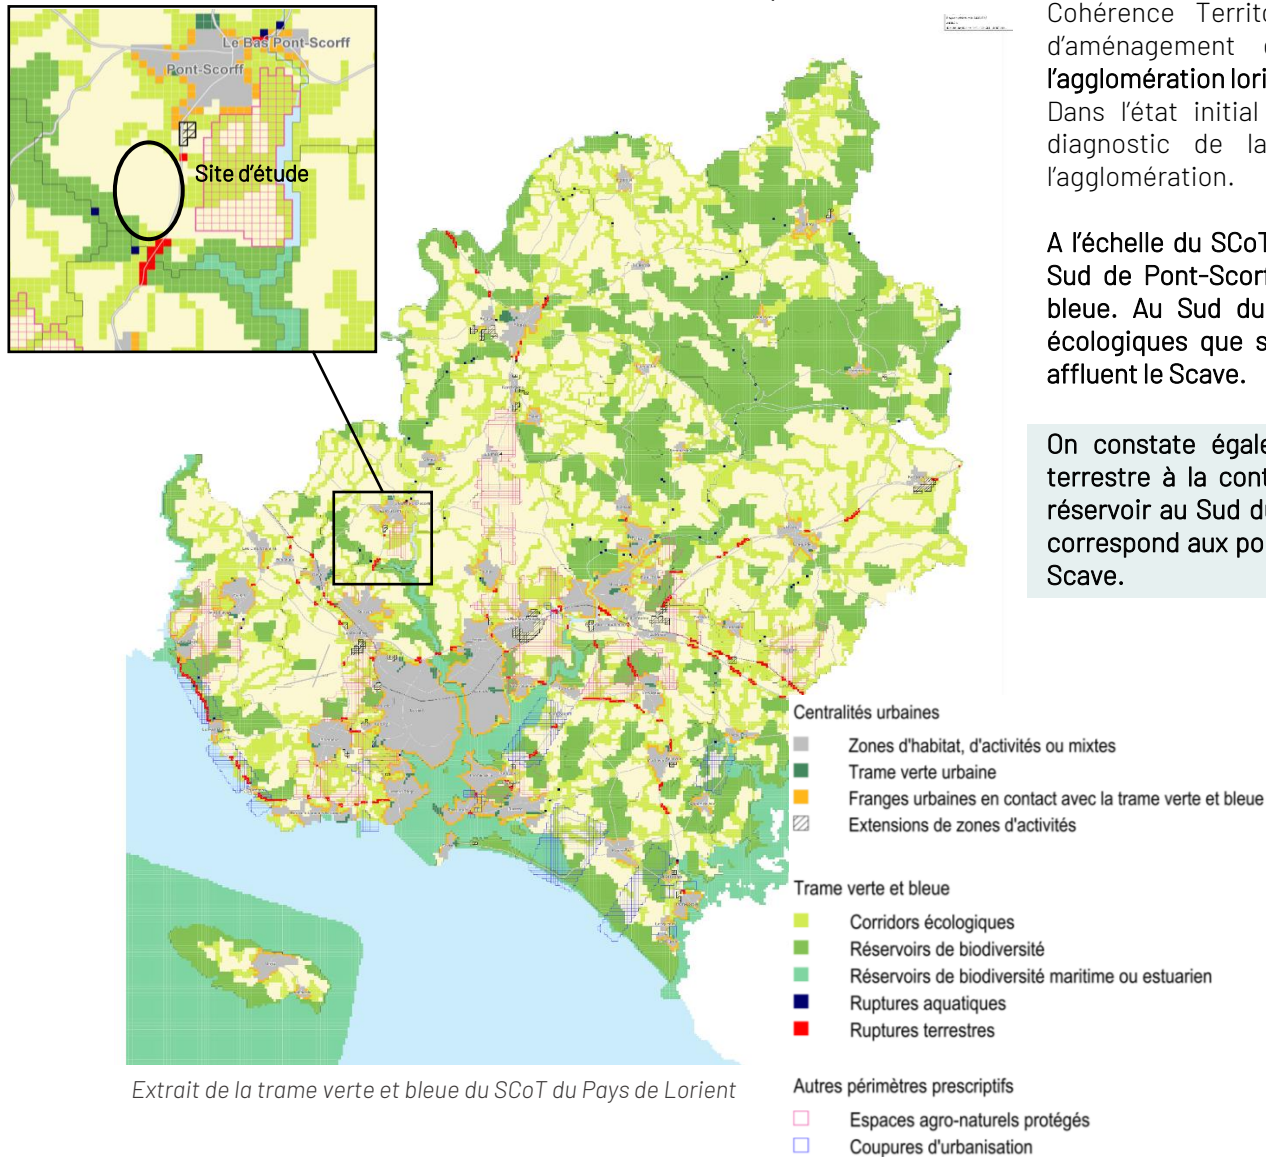 Le Bas Pont-Scorff
Pont-Scorff
Site d'étude
Cohérence Territo
d'aménagement
l'agglomération lori
Dans l'état initial
diagnostic de la
l'agglomération.
A l'échelle du SCoT
Sud de Pont-Scorf
bleue. Au Sud du
écologiques que s
affluent le Scave.
On constate égale
terrestre à la cont
réservoir au Sud du
correspond aux po
Scave.
Centralités urbaines
Zones d'habitat, d'activités ou mixtes
Trame verte urbaine
Franges urbaines en contact avec la trame verte et bleue
Extensions de zones d'activités
Trame verte et bleue
Corridors écologiques
Réservoirs de biodiversité
Réservoirs de biodiversité maritime ou estuarien
Ruptures aquatiques
Ruptures terrestres
Autres périmètres prescriptifs
Espaces agro-naturels protégés
Coupures d'urbanisation
Extrait de la trame verte et bleue du SCoT du Pays de Lorient